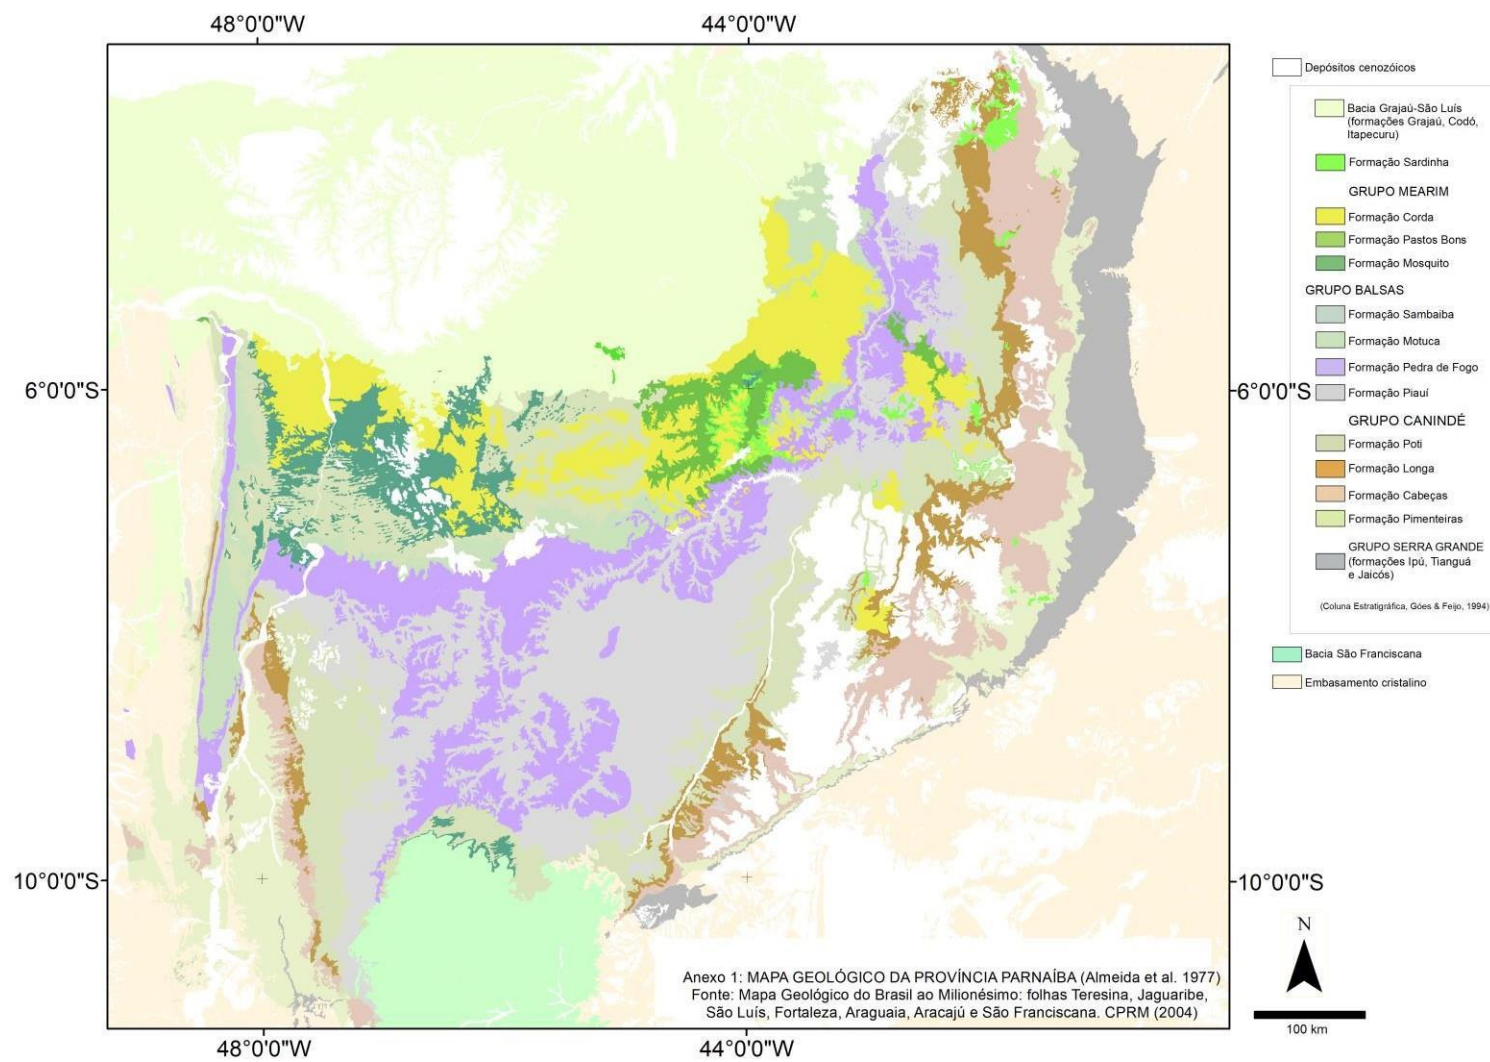 48°0'0"W
44°0'0"W
6°0'0"S
6°0'0"S
10°0'0"S
10°0'0"S
48°0'0"W
44°0'0"W
Depósitos cenozóicos
Bacia Grajaú-São Luís
(formações Grajaú, Codó,
Itapecuru)
Formação Sardinha
GRUPO MEARIM
Formação Corda
Formação Pastos Bons
Formação Mosquito
GRUPO BALSAS
Formação Sambaiba
Formação Motuca
Formação Pedra de Fogo
Formação Piauí
GRUPO CANINDÉ
Formação Poti
Formação Longa
Formação Cabeças
Formação Pimenteiras
GRUPO SERRA GRANDE
(formações Ipú, Tianguá
e Jaicós)
(Coluna Estratigráfica, Góes & Feijo, 1994)
Bacia São Franciscana
Embasamento cristalino
N
100 km
Anexo 1: MAPA GEOLÓGICO DA PROVÍNCIA PARNAÍBA (Almeida et al. 1977)
Fonte: Mapa Geológico do Brasil ao Milionésimo: folhas Teresina, Jaguaribe,
São Luís, Fortaleza, Araguaia, Aracajú e São Franciscana. CPRM (2004)